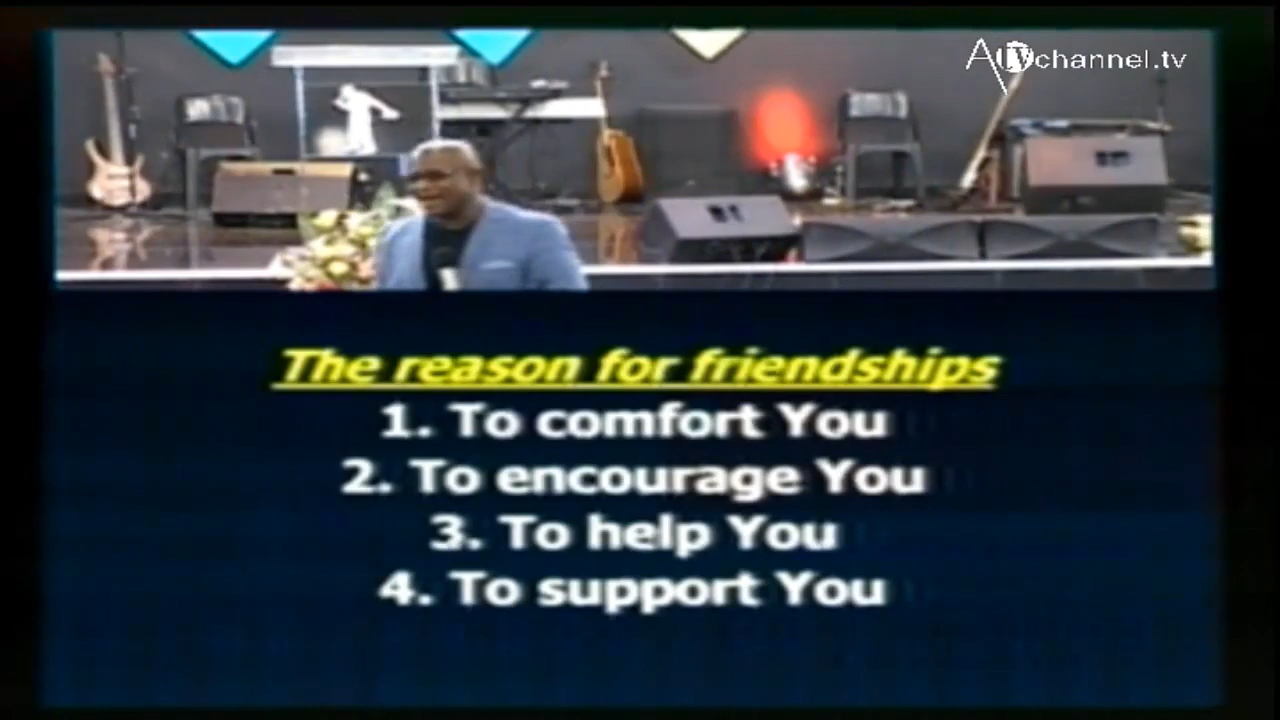 channel.tv
The reason for friendships
1. To comfort You
2. To encourage You
3. To help You
4. To support You